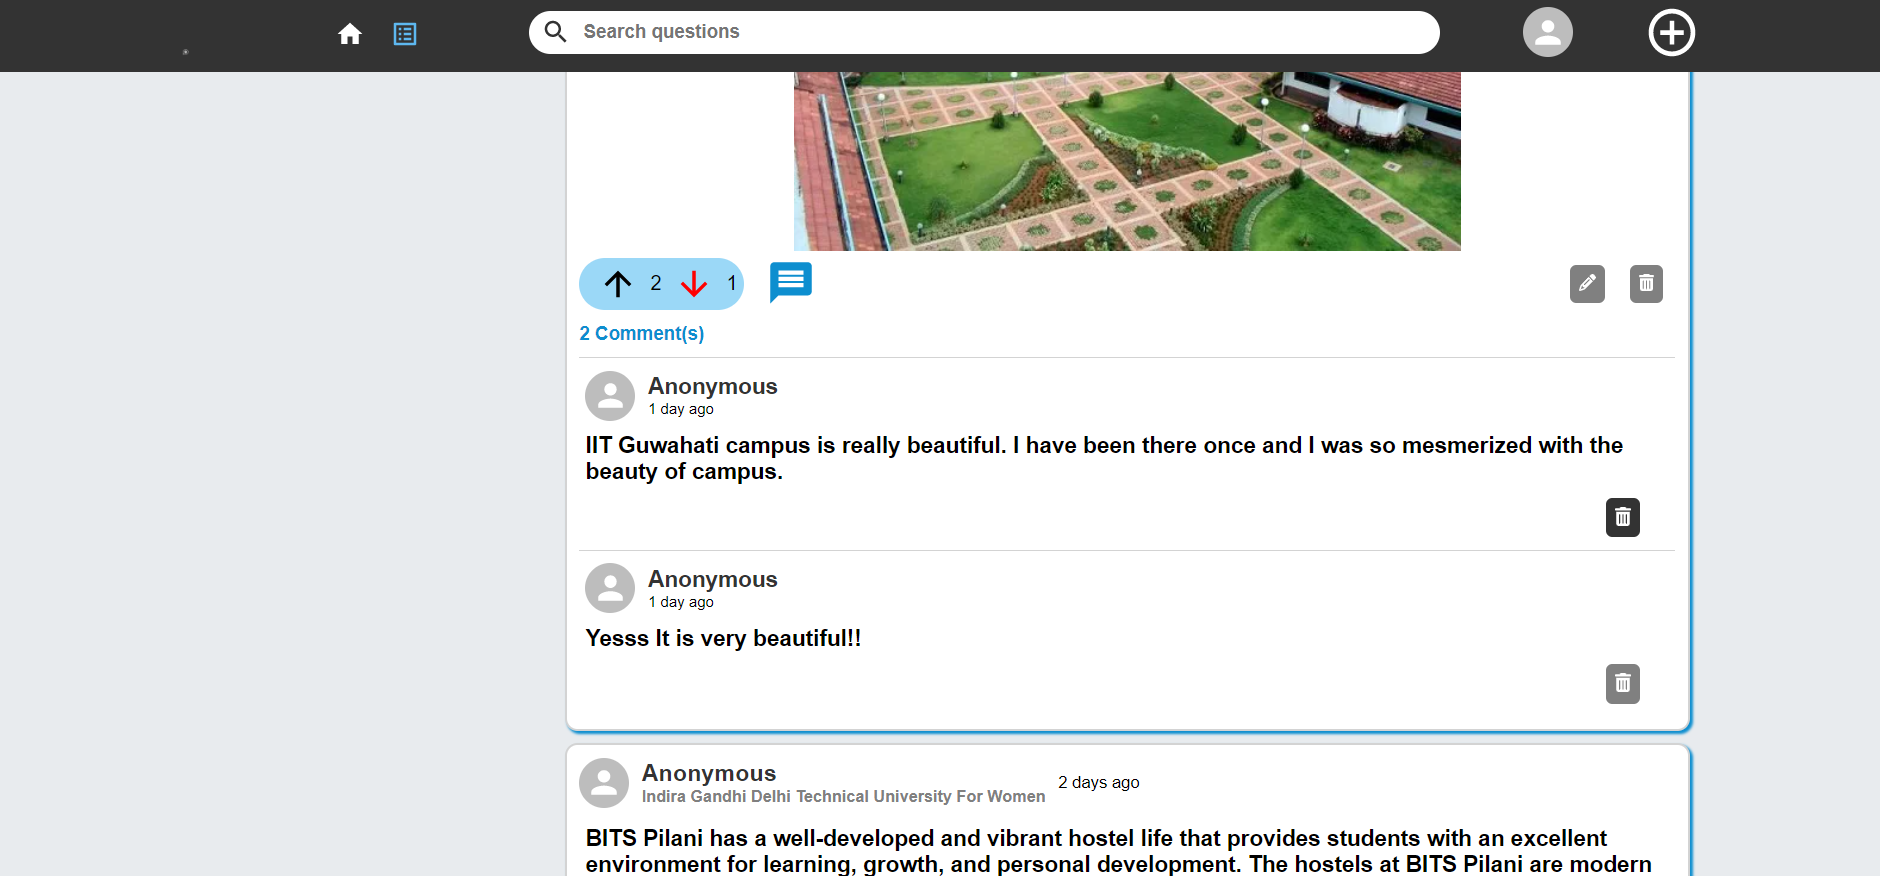 Search questions
2 1
2 Comment(s)
Anonymous
1 day ago
IIT Guwahati campus is really beautiful. I have been there once and I was so mesmerized with the
beauty of campus.
Anonymous
1 day ago
Yesss It is very beautiful!!
Anonymous
Indira Gandhi Delhi Technical University For Women
2 days ago
BITS Pilani has a well-developed and vibrant hostel life that provides students with an excellent
environment for learning, growth, and personal development. The hostels at BITS Pilani are modern